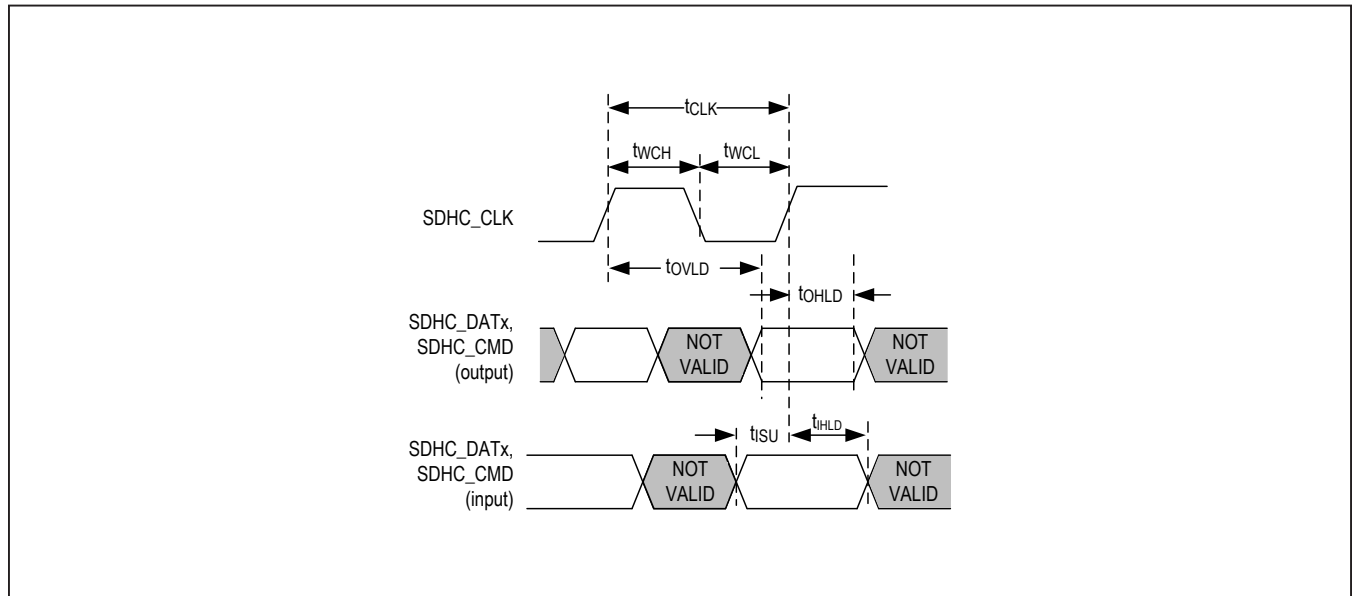 tCLK
tWCH
tWCL
SDHC_CLK
tOVLD
tOHLD
SDHC_DATx,
SDHC_CMD
(output)
NOT
VALID
NOT
VALID
tISU
tIHLD
SDHC_DATx,
SDHC_CMD
(input)
NOT
VALID
NOT
VALID